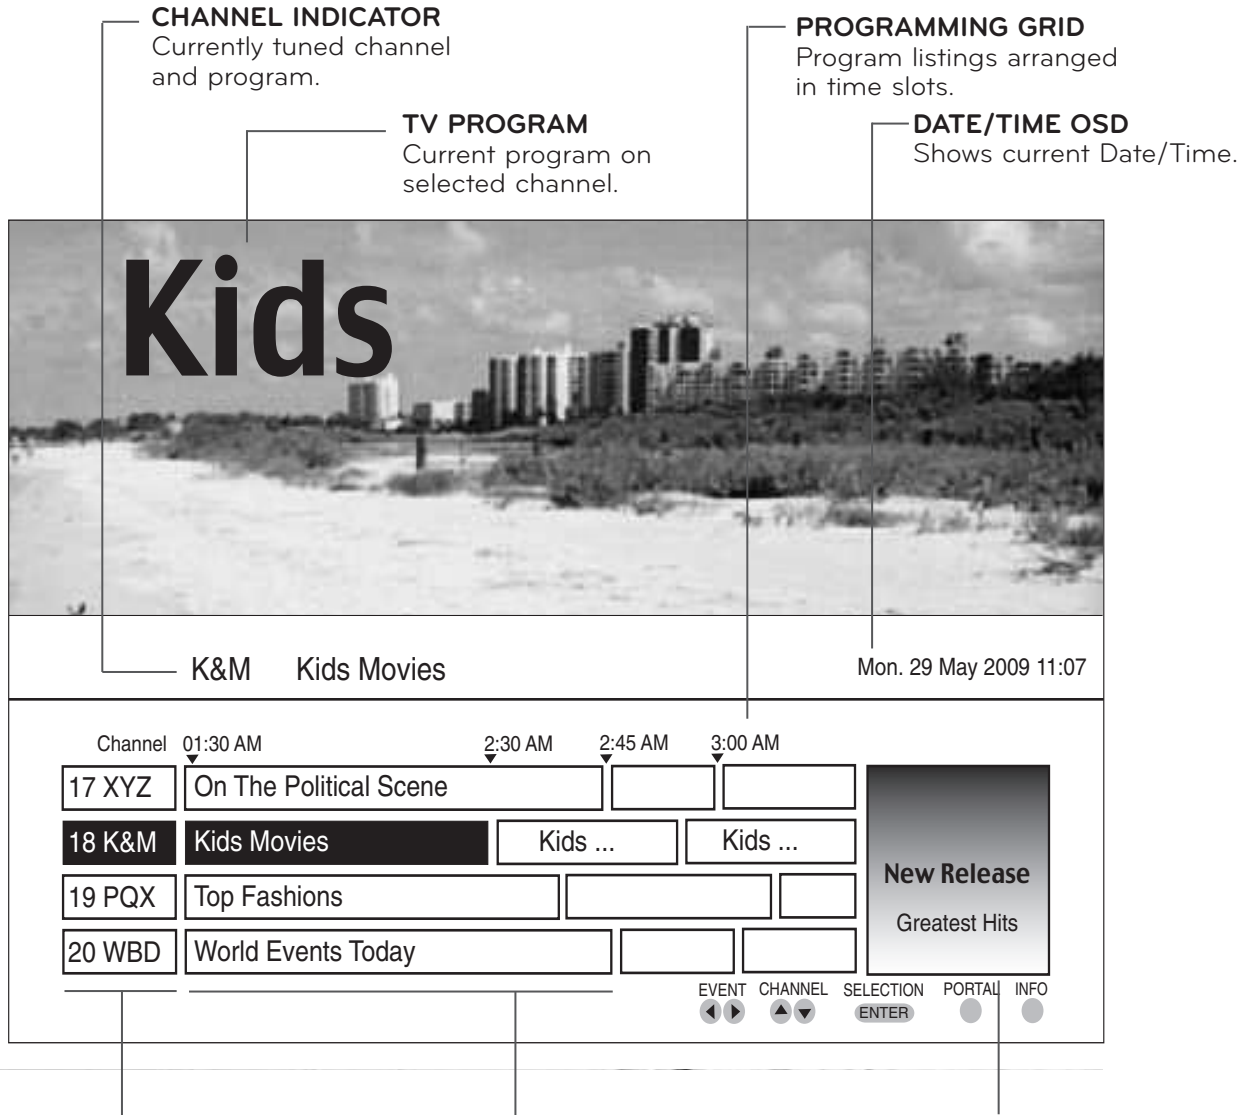 CHANNEL INDICATOR
Currently tuned channel
and program.
PROGRAMMING GRID
Program listings arranged
in time slots.
TV PROGRAM
Current program on
selected channel.
DATE/TIME OSD
Shows current Date/Time.
Kids
K&M Kids Movies
Mon. 29 May 2009 11:07
Channel 01:30 AM 2:30 AM 2:45 AM 3:00 AM
17 XYZ On The Political Scene
18 K&M Kids Movies Kids ... Kids ...
19 PQX Top Fashions
20 WBD World Events Today
New Release
Greatest Hits
EVENT CHANNEL SELECTION PORTAL INFO
ENTER